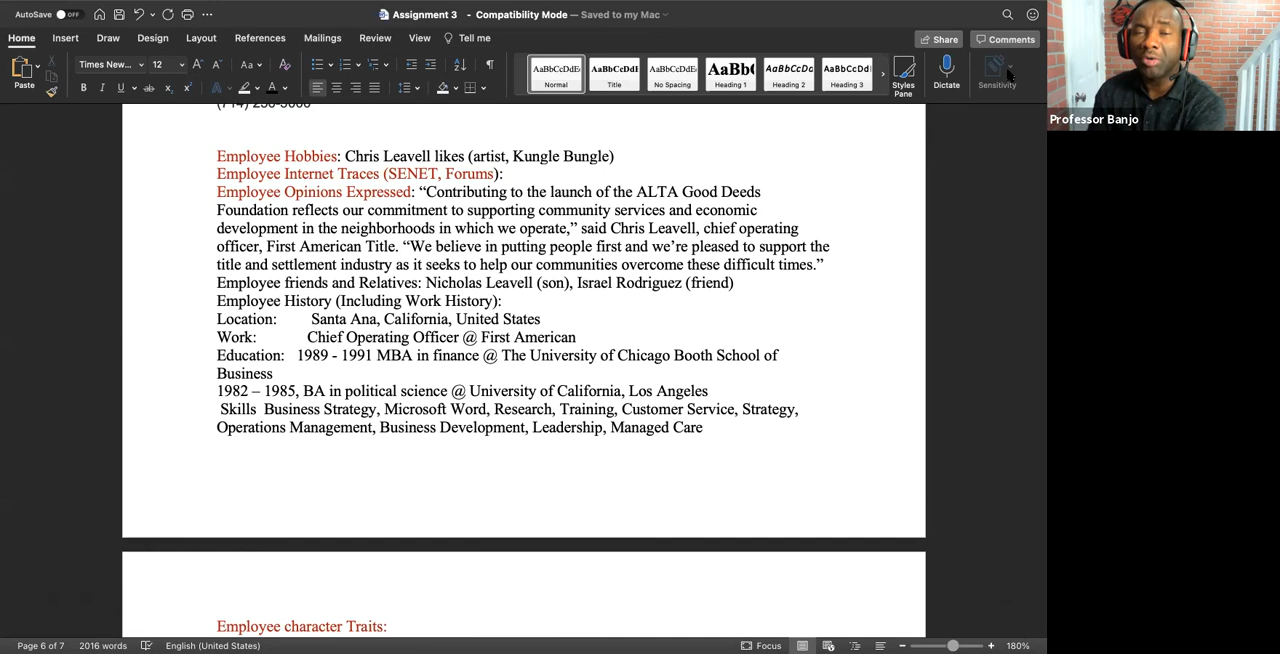 AutoSave OFF
Assignment 3 - Compatibility Mode — Saved to my Mac
Home Insert Draw Design Layout References Mailings Review View Tell me
Share Comments
Paste
Times New... 12
AaBbCcDdEe
Normal
AaBbCcDdI
Title
AaBbCcDdEe
No Spacing
AaBb(
Heading 1
AaBbCcDd
Heading 2
AaBbCcDd
Heading 3
Styles
Pane
Dictate
Sensitivity
Professor Banjo
Employee Hobbies: Chris Leavell likes (artist, Kungle Bungle)
Employee Internet Traces (SENET, Forums):
Employee Opinions Expressed: “Contributing to the launch of the ALTA Good Deeds
Foundation reflects our commitment to supporting community services and economic
development in the neighborhoods in which we operate,” said Chris Leavell, chief operating
officer, First American Title. “We believe in putting people first and we’re pleased to support the
title and settlement industry as it seeks to help our communities overcome these difficult times.”
Employee friends and Relatives: Nicholas Leavell (son), Israel Rodriguez (friend)
Employee History (Including Work History):
Location: Santa Ana, California, United States
Work: Chief Operating Officer @ First American
Education: 1989 - 1991 MBA in finance @ The University of Chicago Booth School of
Business
1982 – 1985, BA in political science @ University of California, Los Angeles
Skills Business Strategy, Microsoft Word, Research, Training, Customer Service, Strategy,
Operations Management, Business Development, Leadership, Managed Care
Employee character Traits:
Page 6 of 7 2016 words English (United States) Focus 180%